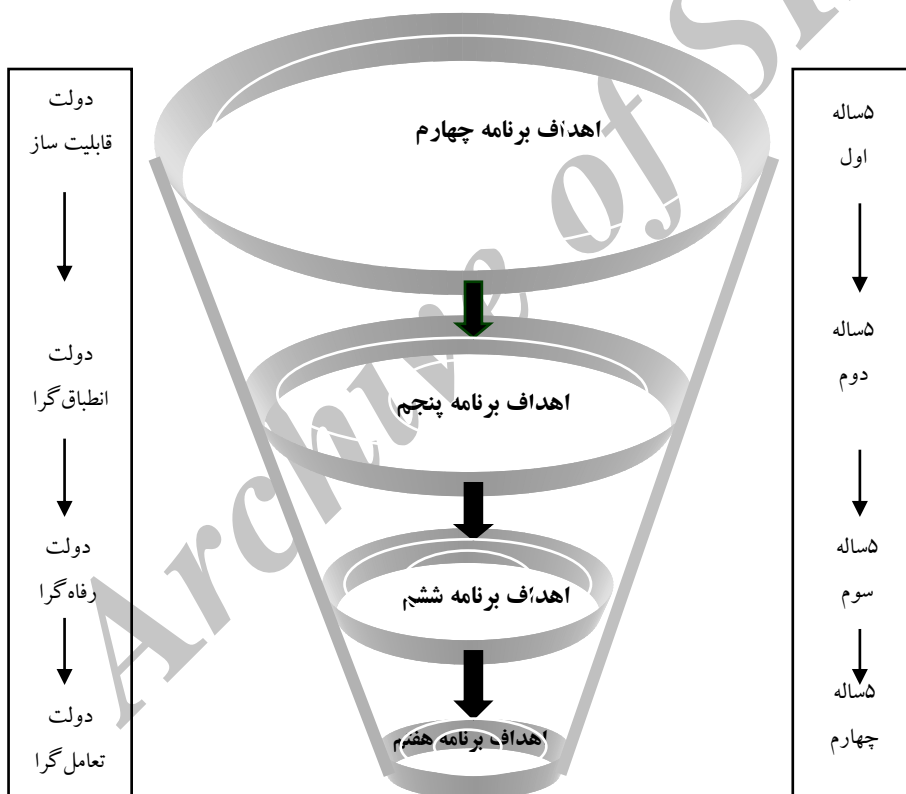 ۵ساله
اول
۵ساله
دوم
۵ساله
سوم
۵ساله
چهارم
اهداف برنامه چهارم
اهداف برنامه پنجم
اهداف برنامه ششم
اهداف برنامه هفتم
دولت
قابلیت ساز
دولت
انطباق‌گرا
دولت
رفاه‌گرا
دولت
تعامل‌گرا
Archive of